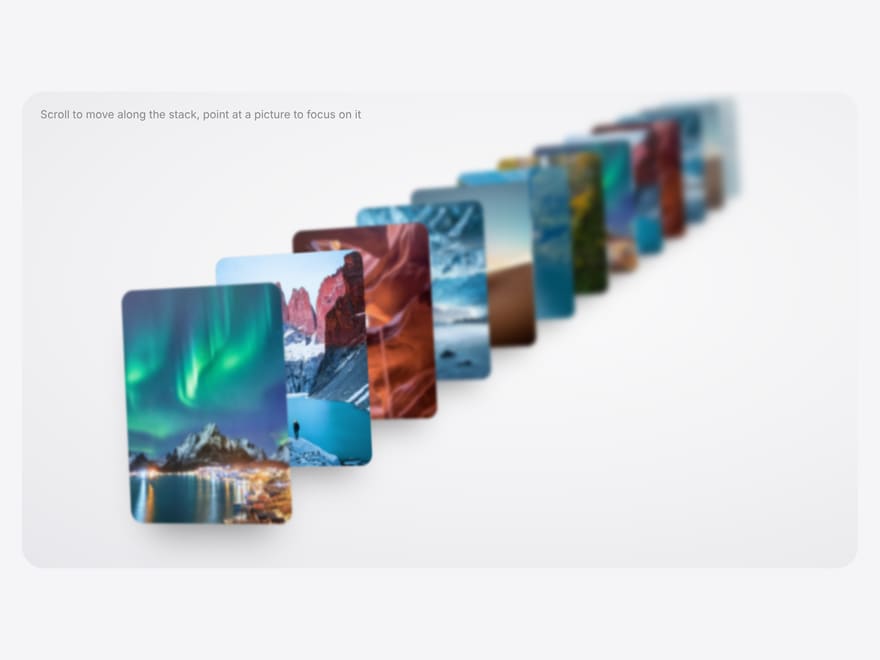 Scroll to move along the stack, point at a picture to focus on it